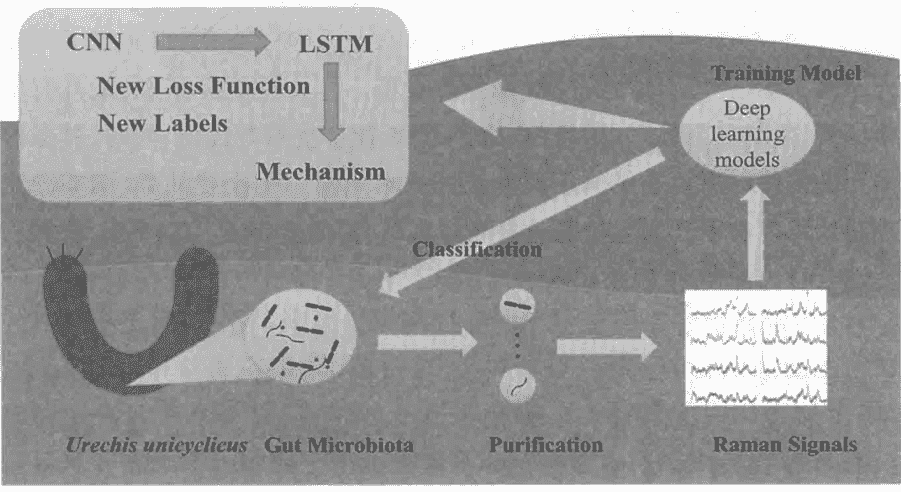 CNN
LSTM
New Loss Function
New Labels
Mechanism
Training Model
Deep
learning
models
Classification
Urechis unicyclicus
Gut Microbiota
Purification
Raman Signals